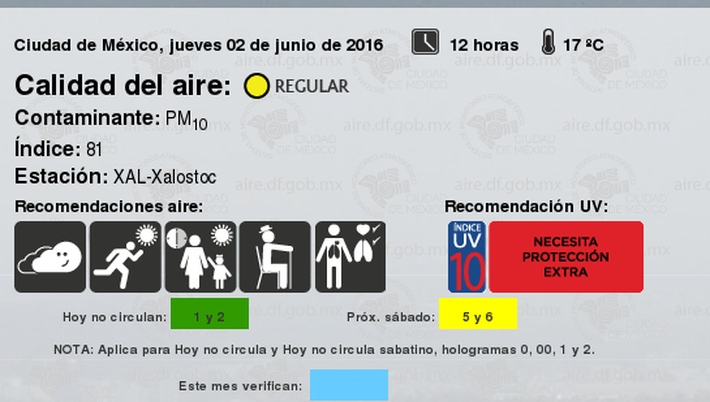 Ciudad de México, jueves 02 de junio de 2016 12 horas 17 ºC
Calidad del aire: REGULAR
Contaminante: PM10
Índice: 81
Estación: XAL-Xalostoc
Recomendaciones aire: Recomendación UV:
ÍNDICE
UV
10
NECESITA
PROTECCIÓN
EXTRA
Hoy no circulan: 1 y 2 Próx. sábado: 5 y 6
NOTA: Aplica para Hoy no circula y Hoy no circula sabatino, hologramas 0, 00, 1 y 2.
Este mes verifican:
aire.df.gob.mx
CIUDAD
DE MÉXICO